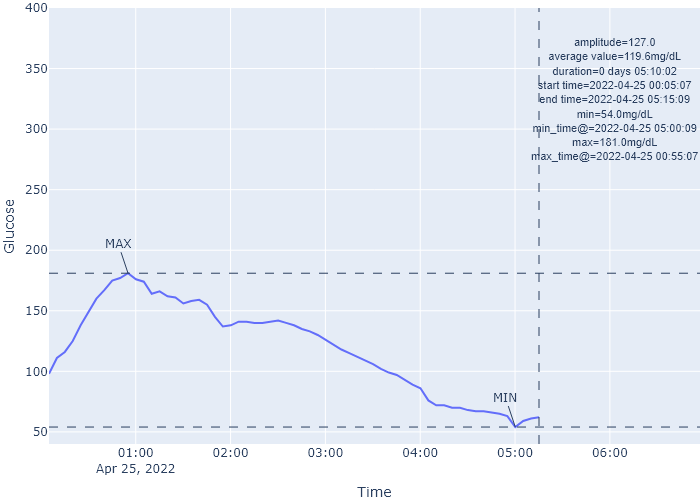 400
350
300
250
200
150
100
50
Glucose
amplitude=127.0
average value=119.6mg/dL
duration=0 days 05:10:02
start time=2022-04-25 00:05:07
end time=2022-04-25 05:15:09
min=54.0mg/dL
min_time@=2022-04-25 05:00:09
max=181.0mg/dL
max_time@=2022-04-25 00:55:07
MAX
MIN
01:00 02:00 03:00 04:00 05:00 06:00
Apr 25, 2022
Time